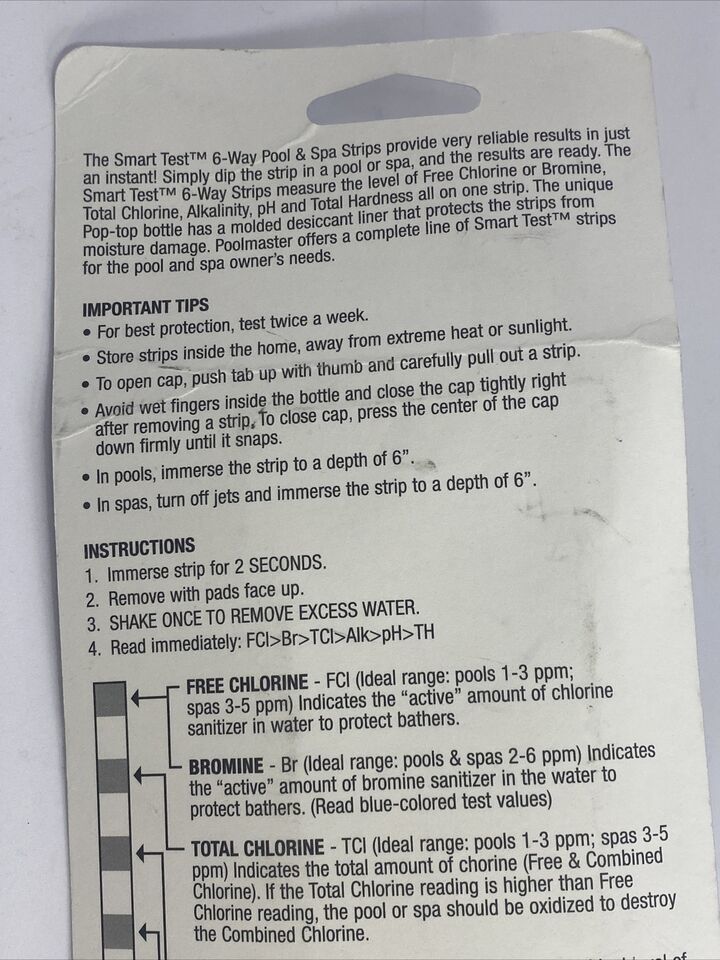 The Smart Test™ 6-Way Pool & Spa Strips provide very reliable results in just
an instant! Simply dip the strip in a pool or spa, and the results are ready. The
Smart Test™ 6-Way Strips measure the level of Free Chlorine or Bromine,
Total Chlorine, Alkalinity, pH and Total Hardness all on one strip. The unique
Pop-top bottle has a molded desiccant liner that protects the strips from
moisture damage. Poolmaster offers a complete line of Smart Test™ strips
for the pool and spa owner's needs.
IMPORTANT TIPS
• For best protection, test twice a week.
• Store strips inside the home, away from extreme heat or sunlight.
• To open cap, push tab up with thumb and carefully pull out a strip.
• Avoid wet fingers inside the bottle and close the cap tightly right
after removing a strip. To close cap, press the center of the cap
down firmly until it snaps.
• In pools, immerse the strip to a depth of 6”.
• In spas, turn off jets and immerse the strip to a depth of 6”.
INSTRUCTIONS
1. Immerse strip for 2 SECONDS.
2. Remove with pads face up.
3. SHAKE ONCE TO REMOVE EXCESS WATER.
4. Read immediately: FCl>Br>TCl>Alk>pH>TH
FREE CHLORINE - FCl (Ideal range: pools 1-3 ppm;
spas 3-5 ppm) Indicates the “active” amount of chlorine
sanitizer in water to protect bathers.
BROMINE - Br (Ideal range: pools & spas 2-6 ppm) Indicates
the “active” amount of bromine sanitizer in the water to
protect bathers. (Read blue-colored test values)
TOTAL CHLORINE - TCl (Ideal range: pools 1-3 ppm; spas 3-5
ppm) Indicates the total amount of chorine (Free & Combined
Chlorine). If the Total Chlorine reading is higher than Free
Chlorine reading, the pool or spa should be oxidized to destroy
the Combined Chlorine.